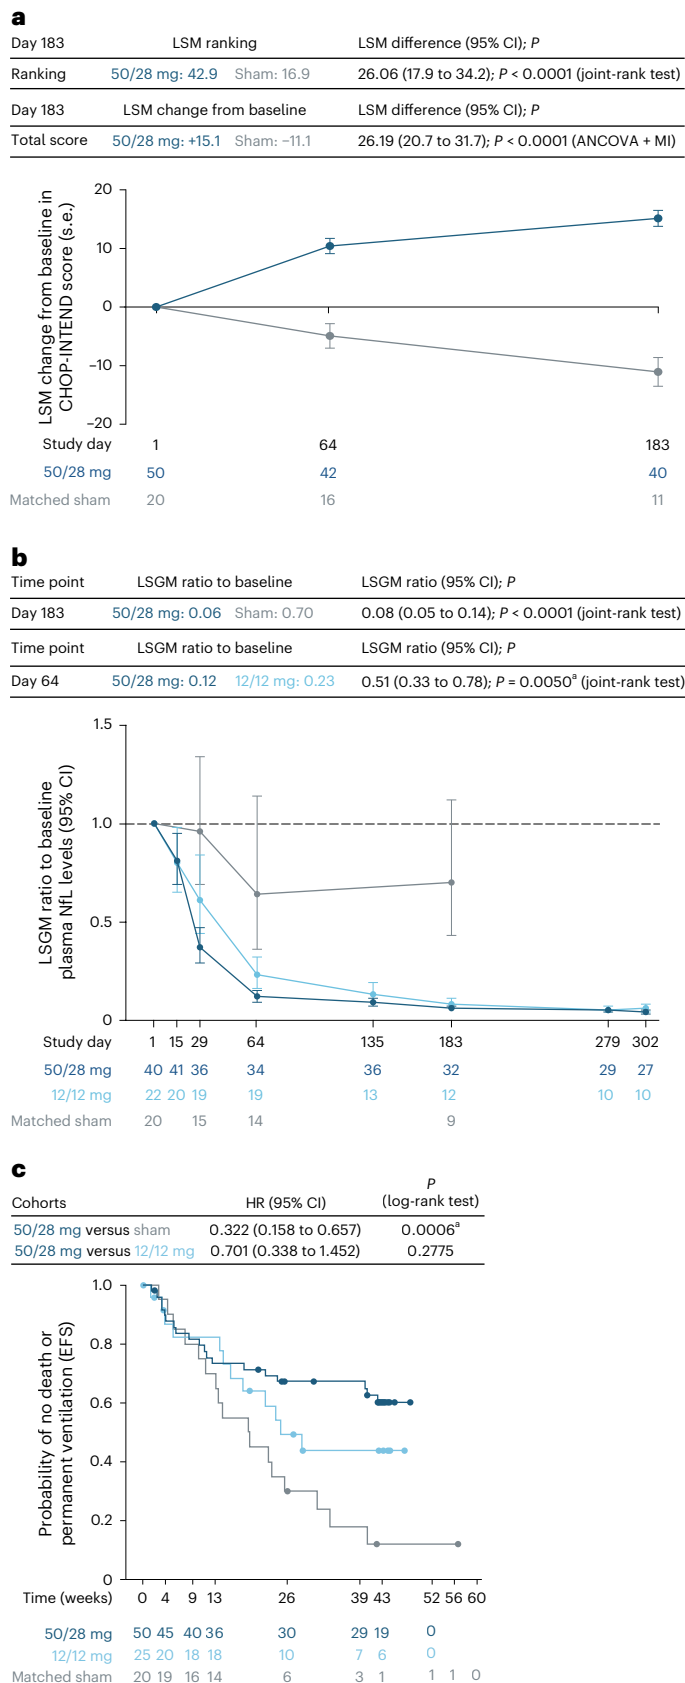 a
Day 183 LSM ranking LSM difference (95% CI); P
Ranking 50/28 mg: 42.9 Sham: 16.9 26.06 (17.9 to 34.2); P < 0.0001 (joint-rank test)
Day 183 LSM change from baseline LSM difference (95% CI); P
Total score 50/28 mg: +15.1 Sham: −11.1 26.19 (20.7 to 31.7); P < 0.0001 (ANCOVA + MI)
LSM change from baseline in
CHOP-INTEND score (s.e.)
20
10
0
−10
−20
Study day 1 64 183
50/28 mg 50 42 40
Matched sham 20 16 11
b
Time point LSGM ratio to baseline LSGM ratio (95% CI); P
Day 183 50/28 mg: 0.06 Sham: 0.70 0.08 (0.05 to 0.14); P < 0.0001 (joint-rank test)
Time point LSGM ratio to baseline LSGM ratio (95% CI); P
Day 64 50/28 mg: 0.12 12/12 mg: 0.23 0.51 (0.33 to 0.78); P = 0.0050a (joint-rank test)
LSGM ratio to baseline
plasma NfL levels (95% CI)
1.5
1.0
0.5
0
Study day 1 15 29 64 135 183 279 302
50/28 mg 40 41 36 34 36 32 29 27
12/12 mg 22 20 19 19 13 12 10 10
Matched sham 20 15 14 9
c
Cohorts HR (95% CI) P
(log-rank test)
50/28 mg versus sham 0.322 (0.158 to 0.657) 0.0006a
50/28 mg versus 12/12 mg 0.701 (0.338 to 1.452) 0.2775
Probability of no death or
permanent ventilation (EFS)
1.0
0.8
0.6
0.4
0.2
0
Time (weeks) 0 4 9 13 26 39 43 52 56 60
50/28 mg 50 45 40 36 30 29 19 0
12/12 mg 25 20 18 18 10 7 6 0
Matched sham 20 19 16 14 6 3 1 1 1 0